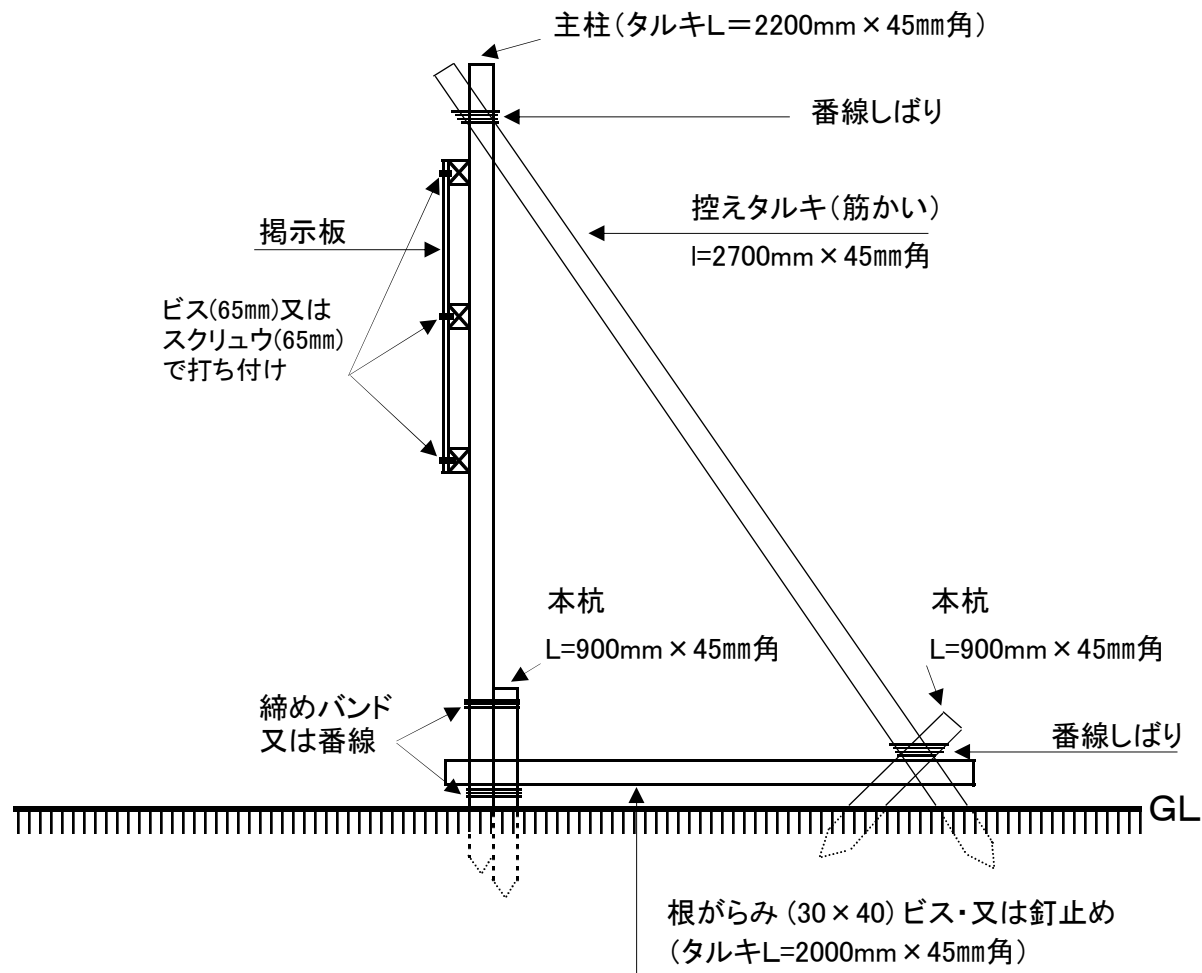 主柱(タルキL=2200mm×45㎜角)
番線しばり
控えタルキ(筋かい)
l=2700mm×45㎜角
掲示板
ビス(65㎜)又は
スクリュウ(65㎜)
で打ち付け
本杭
L=900mm×45㎜角
本杭
L=900mm×45㎜角
締めバンド
又は番線
番線しばり
GL
根がらみ(30×40)ビス・又は釘止め
(タルキL=2000mm×45㎜角)